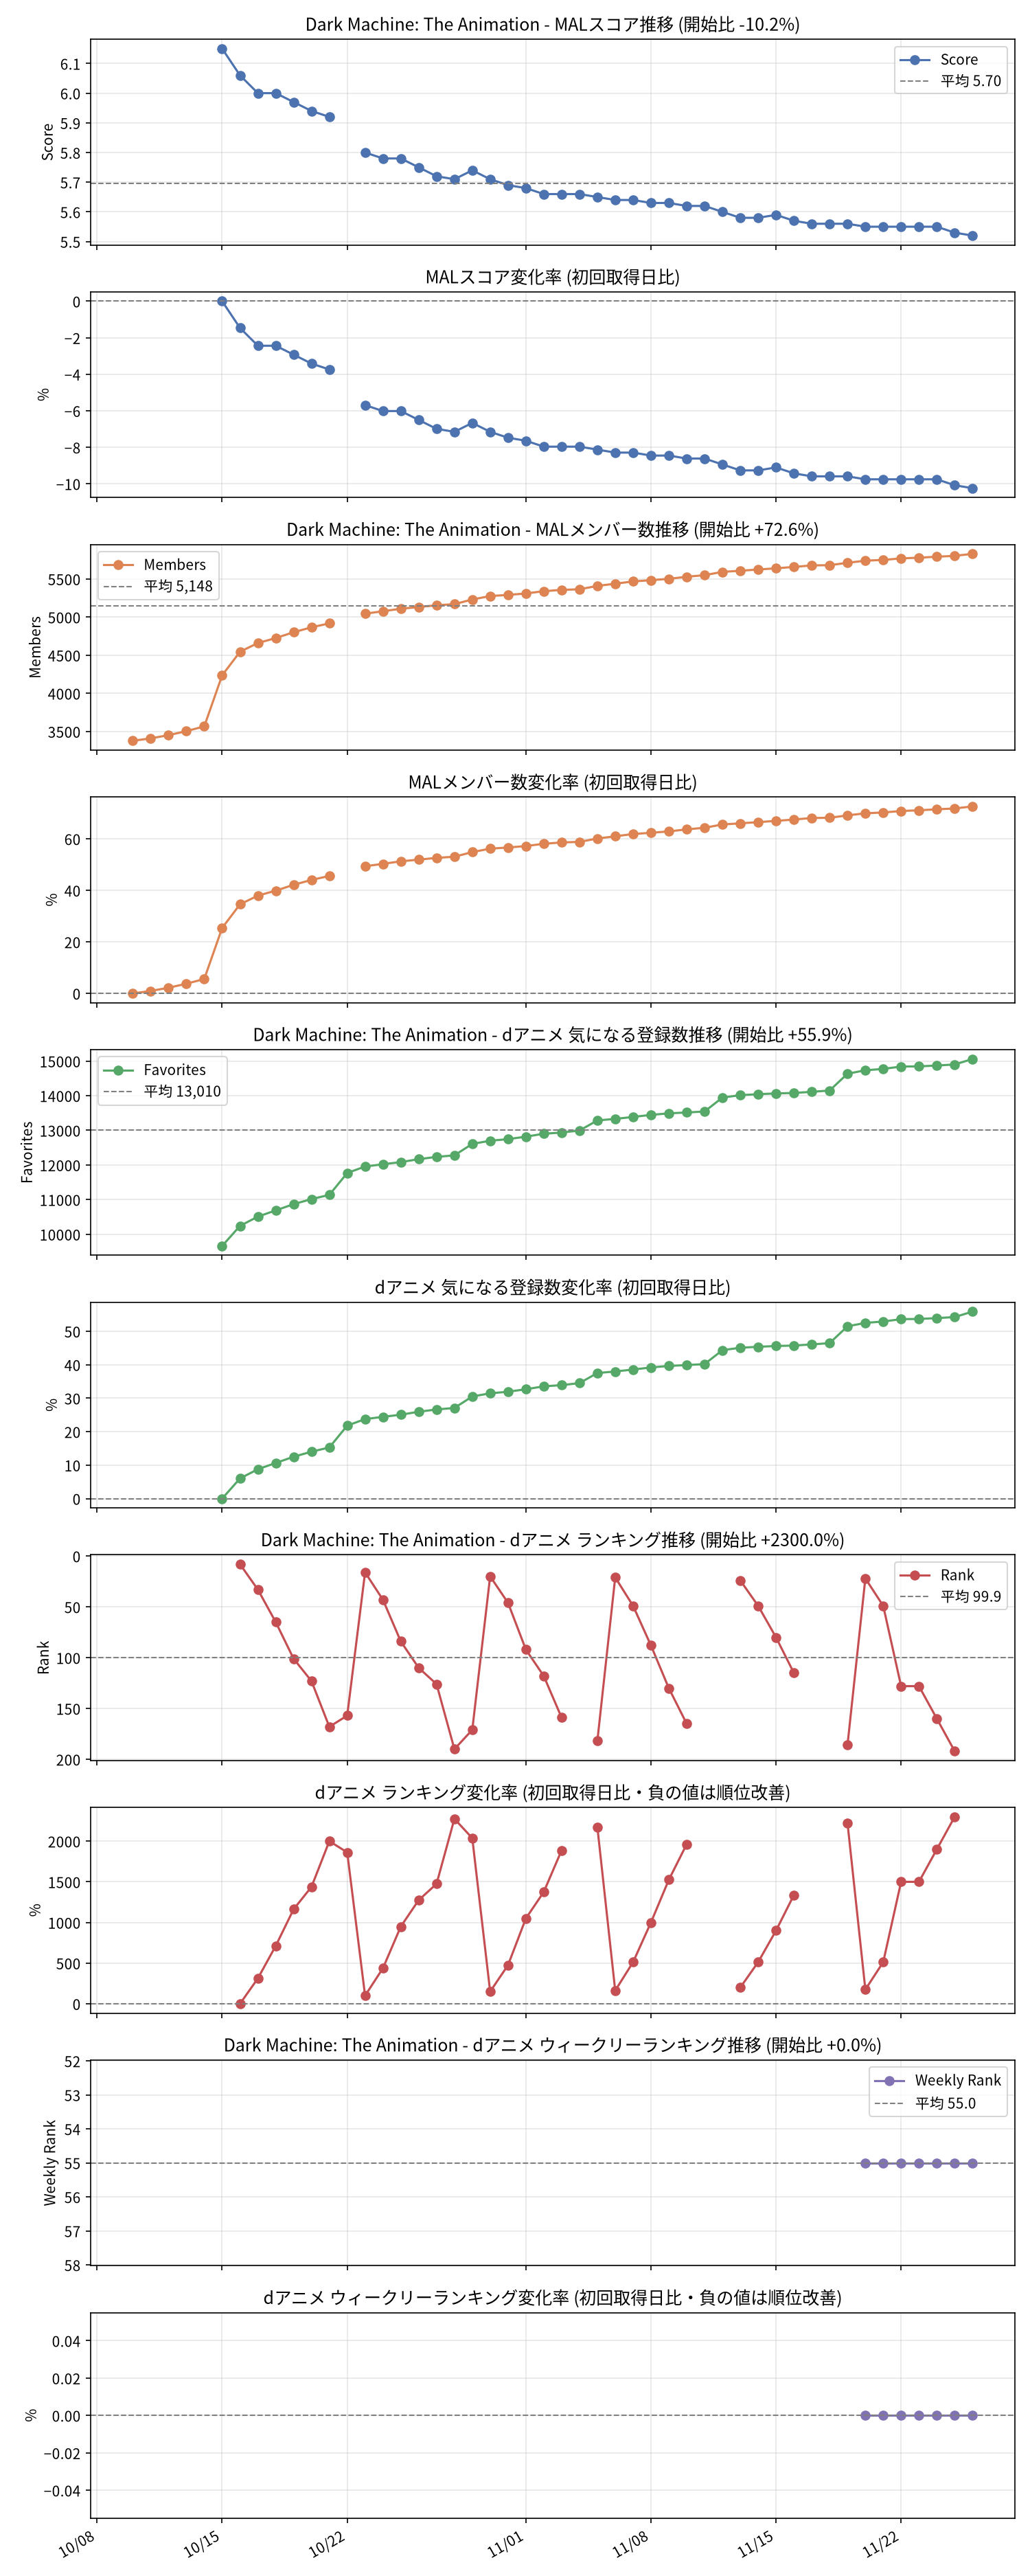 Dark Machine: The Animation - MALスコア推移 (開始比 -10.2%)
Score
平均 5.70
Score
6.1
6.0
5.9
5.8
5.7
5.6
5.5
MALスコア変化率 (初回取得日比)
%
0
−2
−4
−6
−8
−10
Dark Machine: The Animation - MALメンバー数推移 (開始比 +72.6%)
Members
平均 5,148
Members
5500
5000
4500
4000
3500
MALメンバー数変化率 (初回取得日比)
%
60
40
20
0
Dark Machine: The Animation - dアニメ 気になる登録数推移 (開始比 +55.9%)
Favorites
平均 13,010
Favorites
15000
14000
13000
12000
11000
10000
dアニメ 気になる登録数変化率 (初回取得日比)
%
50
40
30
20
10
0
Dark Machine: The Animation - dアニメ ランキング推移 (開始比 +2300.0%)
Rank
平均 99.9
Rank
0
50
100
150
200
dアニメ ランキング変化率 (初回取得日比・負の値は順位改善)
%
2000
1500
1000
500
0
Dark Machine: The Animation - dアニメ ウィークリーランキング推移 (開始比 +0.0%)
Weekly Rank
平均 55.0
Weekly Rank
52
53
54
55
56
57
58
dアニメ ウィークリーランキング変化率 (初回取得日比・負の値は順位改善)
%
0.04
0.02
0.00
−0.02
−0.04
10/08
10/15
10/22
11/01
11/08
11/15
11/22